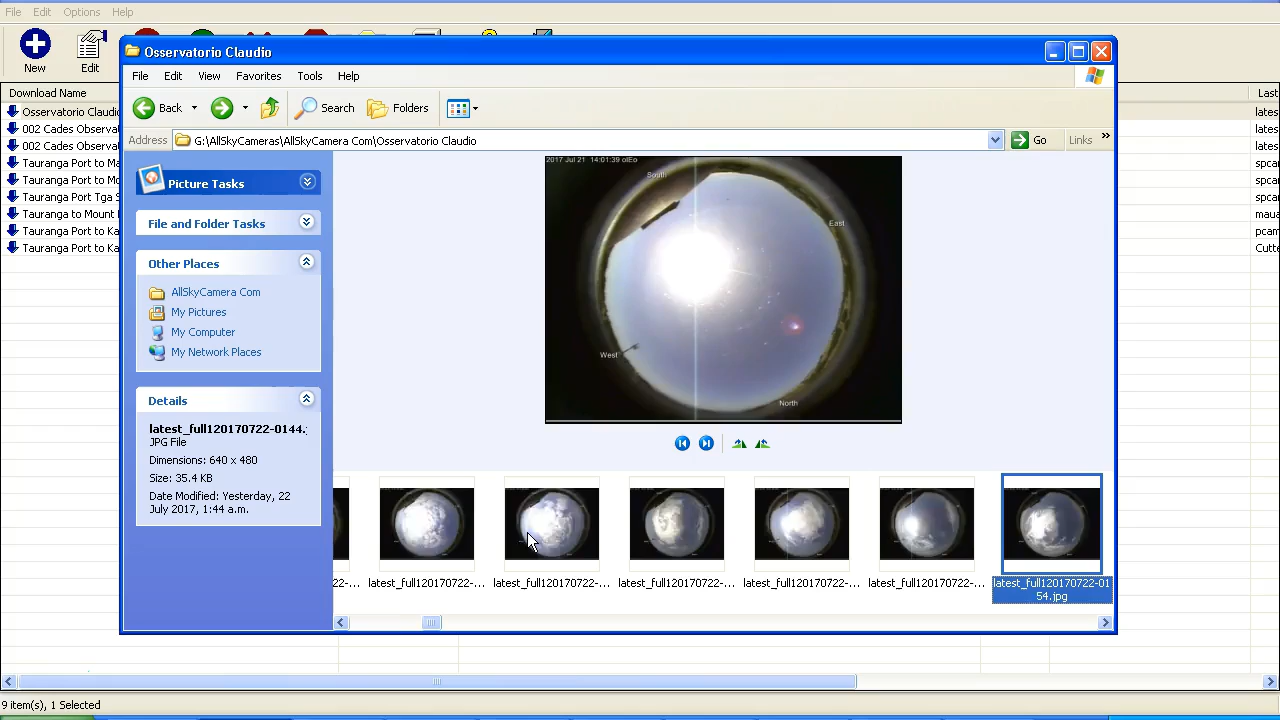 File Edit Options Help
New
Edit
Download Name
Last
Osservatorio Claudio
002 Cades Observat
002 Cades Observat
Tauranga Port to Ma
Tauranga Port to Mo
Tauranga Port Tga S
Tauranga to Mount
Tauranga Port to Ka
Tauranga Port to Ka
latest
latest
latest
spcar
spcar
spcar
maua
pcam
Cutte
Osservatorio Claudio
File Edit View Favorites Tools Help
Back
Search
Folders
Address
G:\AllSkyCameras\AllSkyCamera Com\Osservatorio Claudio
Go
Links
Picture Tasks
File and Folder Tasks
Other Places
AllSkyCamera Com
My Pictures
My Computer
My Network Places
Details
latest_full120170722-0144.
JPG File
Dimensions: 640 x 480
Size: 35.4 KB
Date Modified: Yesterday, 22
July 2017, 1:44 a.m.
2017 Jul 21 14:01:39 olEo
South
East
West
North
22-...
latest_full120170722-...
latest_full120170722-...
latest_full120170722-...
latest_full120170722-...
latest_full120170722-...
latest_full120170722-01
54.jpg
9 item(s), 1 Selected